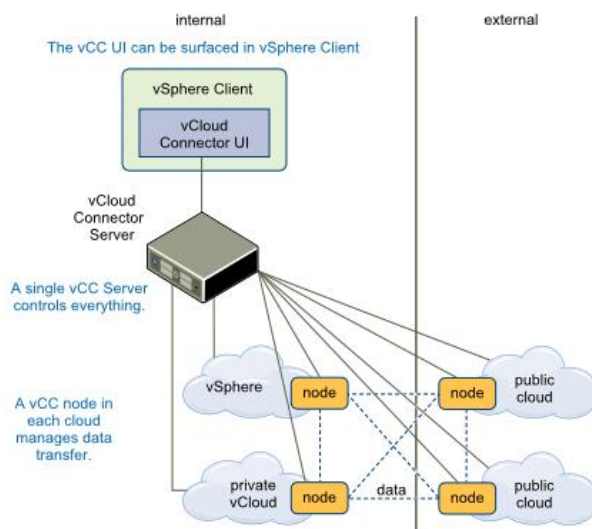 internal
external
The vCC UI can be surfaced in vSphere Client
vSphere Client
vCloud
Connector UI
vCloud
Connector
Server
A single vCC Server
controls everything.
vSphere
node
node
public
cloud
A vCC node in
each cloud
manages data
transfer.
private
vCloud
node
data
node
public
cloud